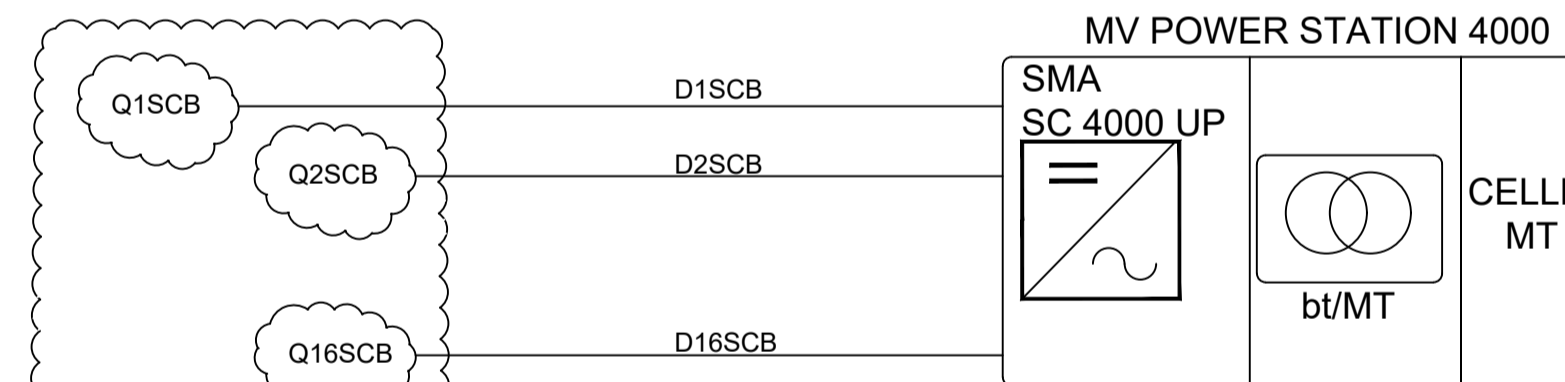 MV POWER STATION 4000
SMA
SC 4000 UP
Q1SCB
D1SCB
Q2SCB
D2SCB
MT
bt/MT
Q16SCB
D16SCB